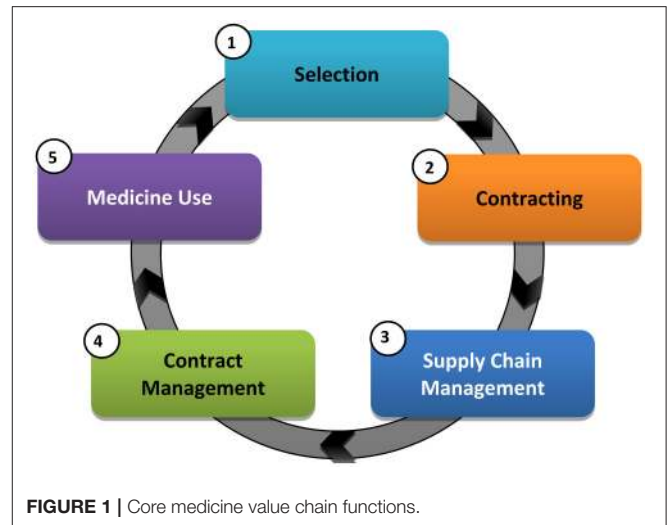 1
Selection
2
Contracting
3
Supply Chain
Management
4
Contract
Management
5
Medicine Use
FIGURE 1 | Core medicine value chain functions.